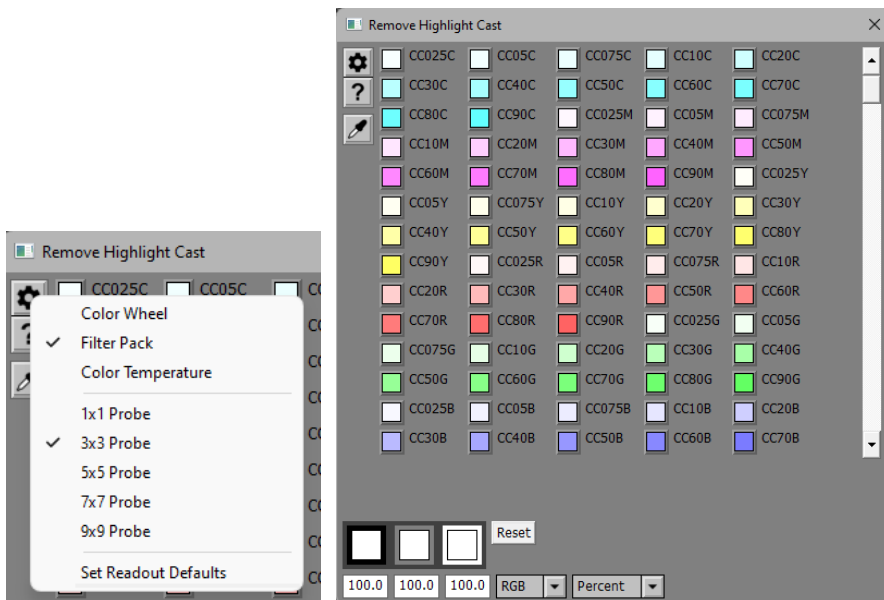 Remove Highlight Cast
CC025C CC05C CC
Color Wheel
Filter Pack
Color Temperature
1x1 Probe
3x3 Probe
5x5 Probe
7x7 Probe
9x9 Probe
Set Readout Defaults
Remove Highlight Cast
CC025C CC05C CC075C CC10C CC20C
CC30C CC40C CC50C CC60C CC70C
CC80C CC90C CC025M CC05M CC075M
CC10M CC20M CC30M CC40M CC50M
CC60M CC70M CC80M CC90M CC025Y
CC05Y CC075Y CC10Y CC20Y CC30Y
CC40Y CC50Y CC60Y CC70Y CC80Y
CC90Y CC025R CC05R CC075R CC10R
CC20R CC30R CC40R CC50R CC60R
CC70R CC80R CC90R CC025G CC05G
CC075G CC10G CC20G CC30G CC40G
CC50G CC60G CC70G CC80G CC90G
CC025B CC05B CC075B CC10B CC20B
CC30B CC40B CC50B CC60B CC70B
Reset
100.0 100.0 100.0 RGB Percent